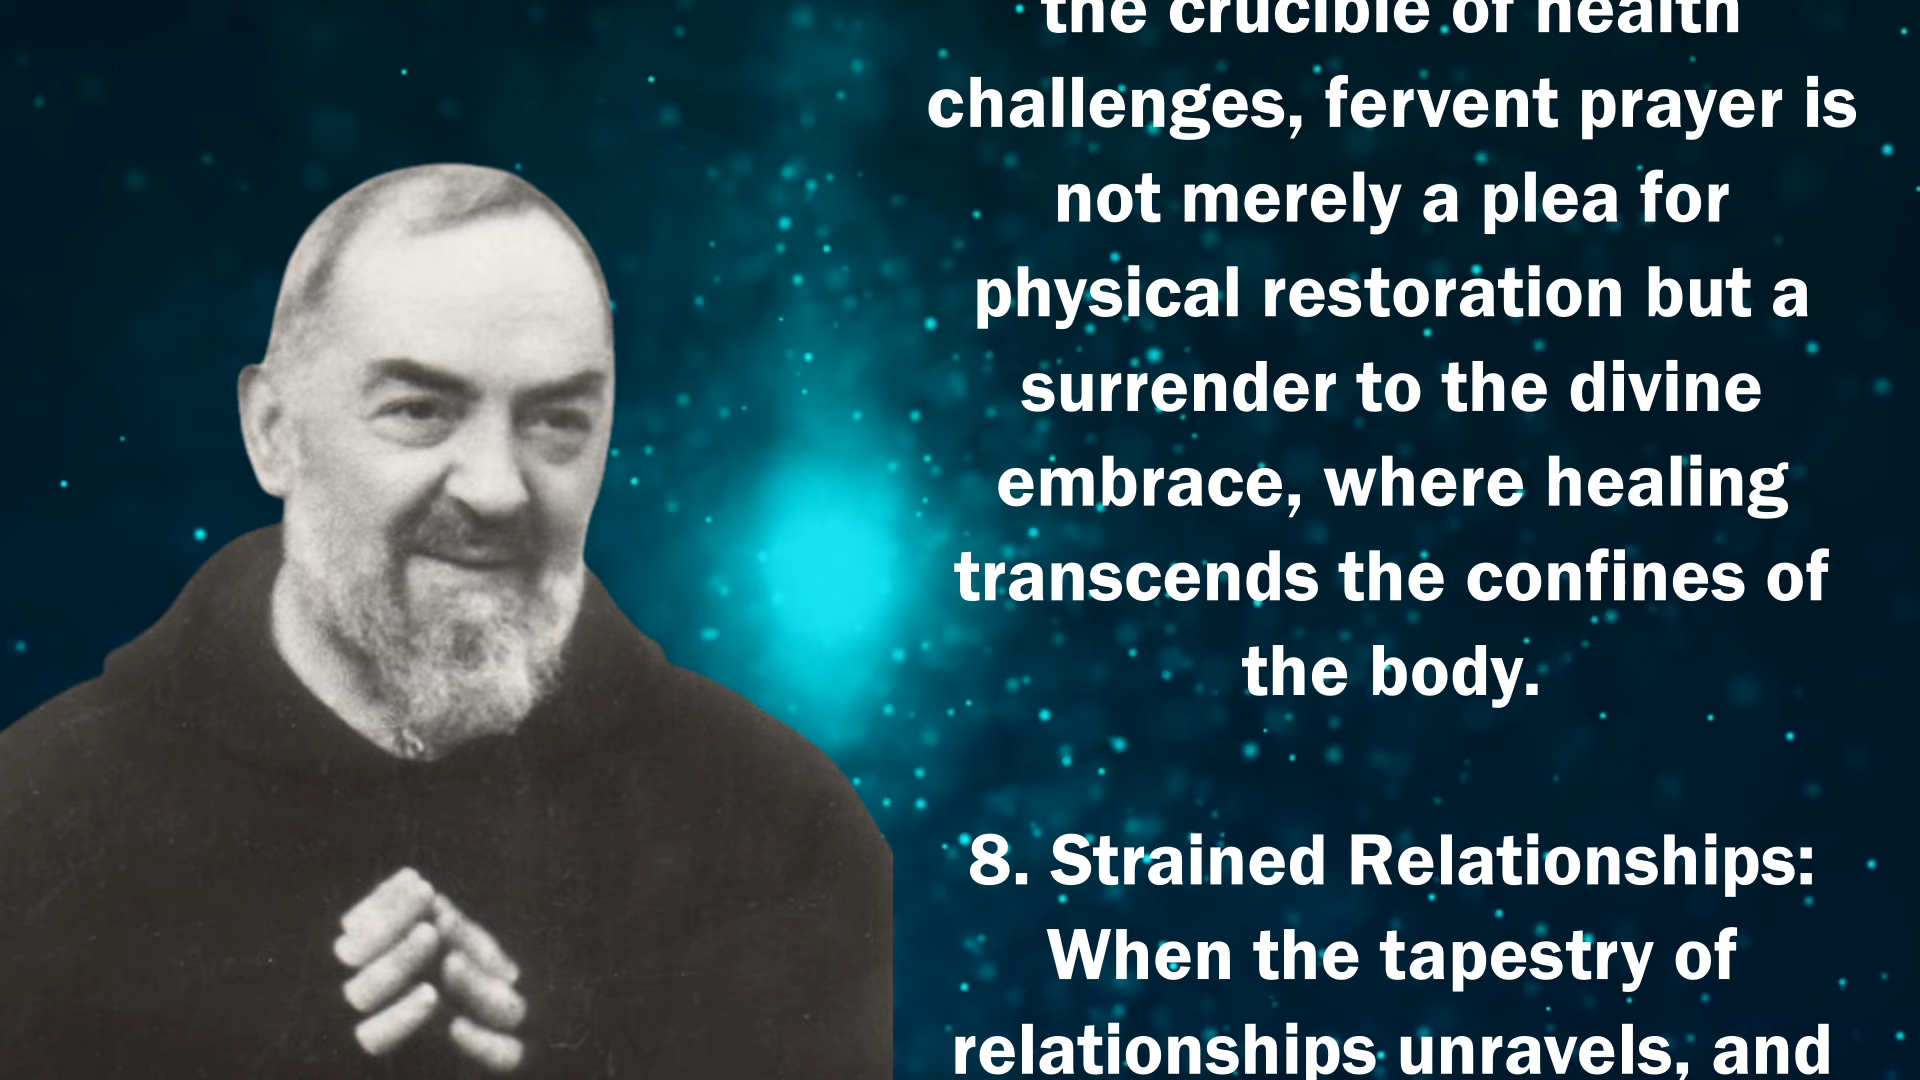 the crucible of health
challenges, fervent prayer is
not merely a plea for
physical restoration but a
surrender to the divine
embrace, where healing
transcends the confines of
the body.
8. Strained Relationships:
When the tapestry of
relationships unravels, and